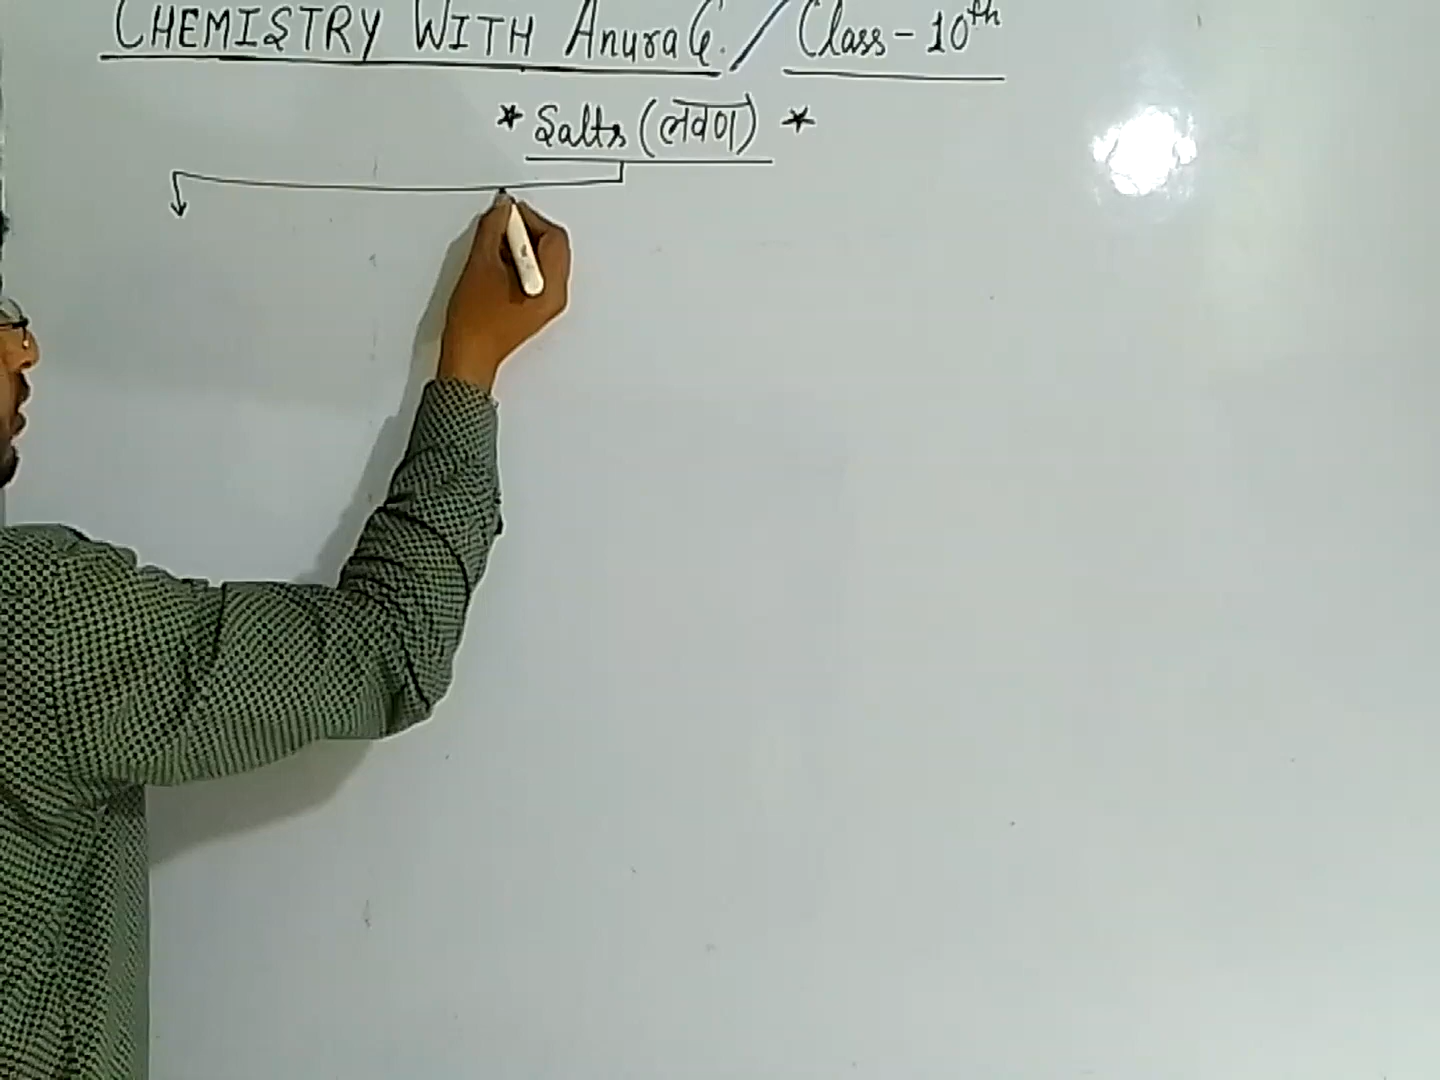 CHEMISTRY WITH AnuraG. / Class - 10th
* Salts (लवण) *